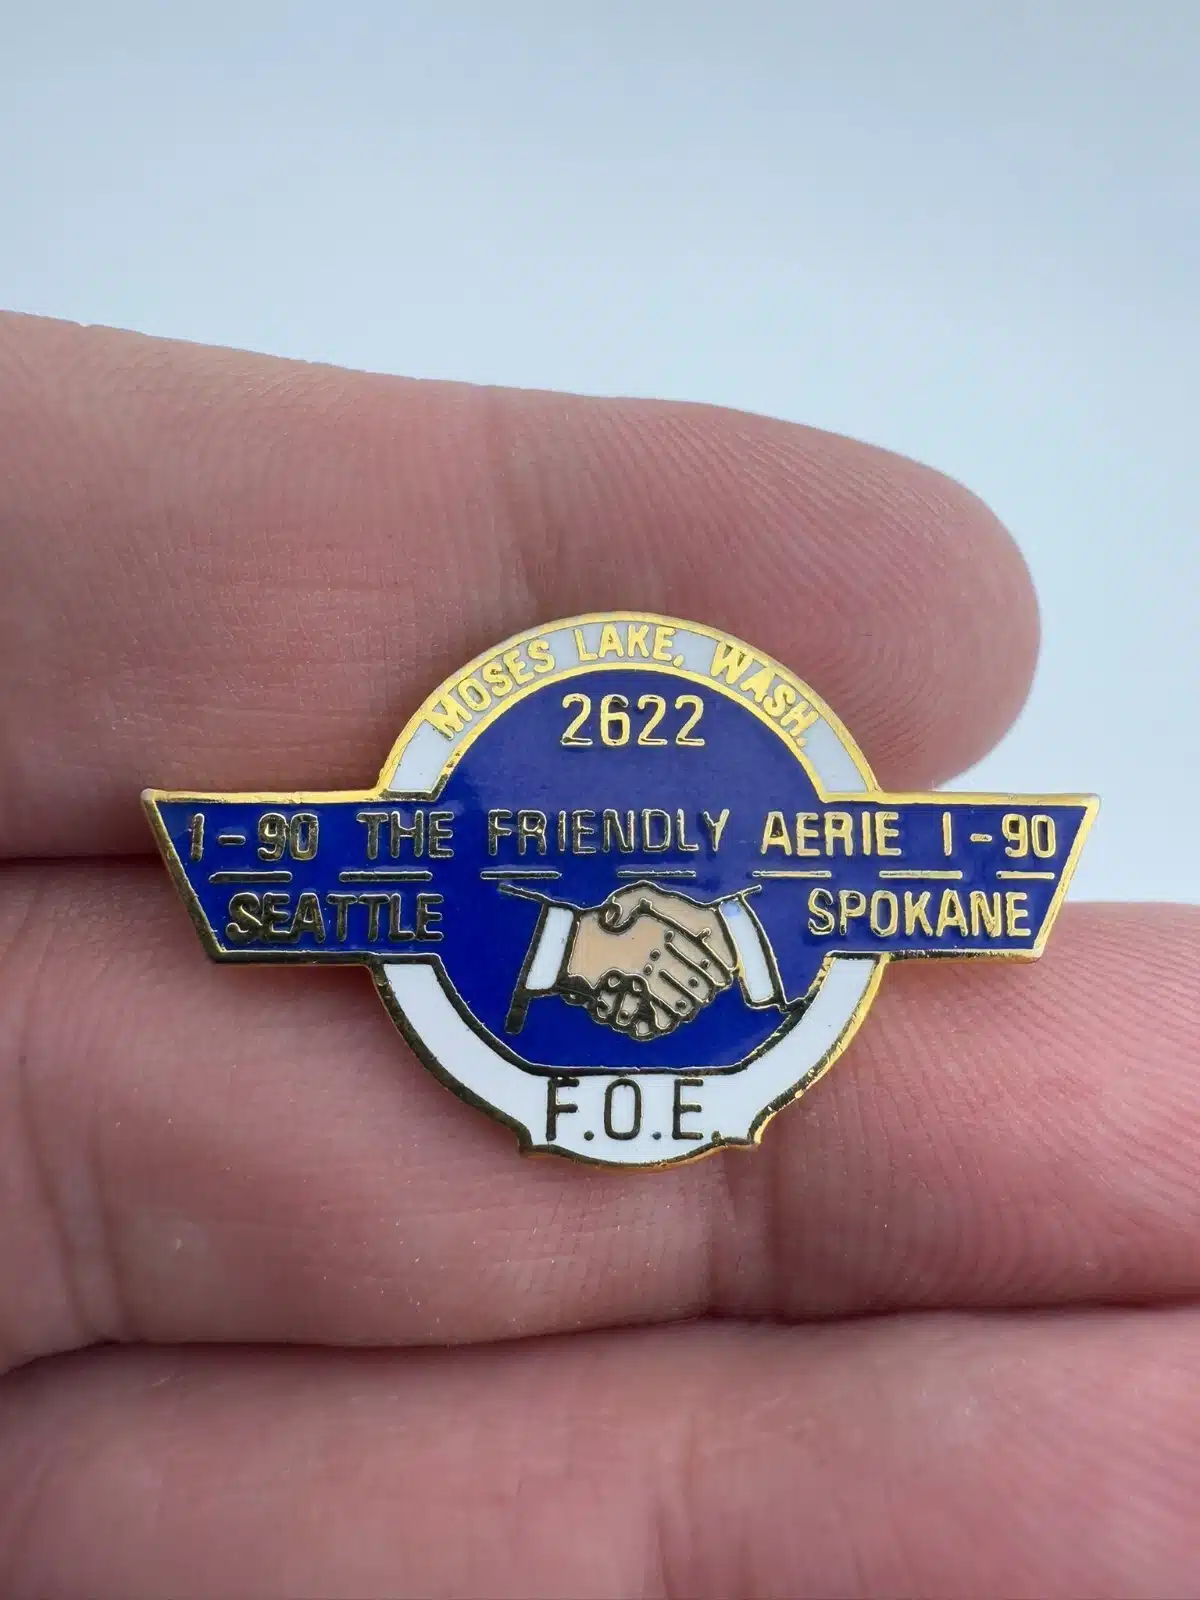 MOSES LAKE, WASH.
2622
I-90 THE FRIENDLY AERIE I-90
SEATTLE SPOKANE
F.O.E.